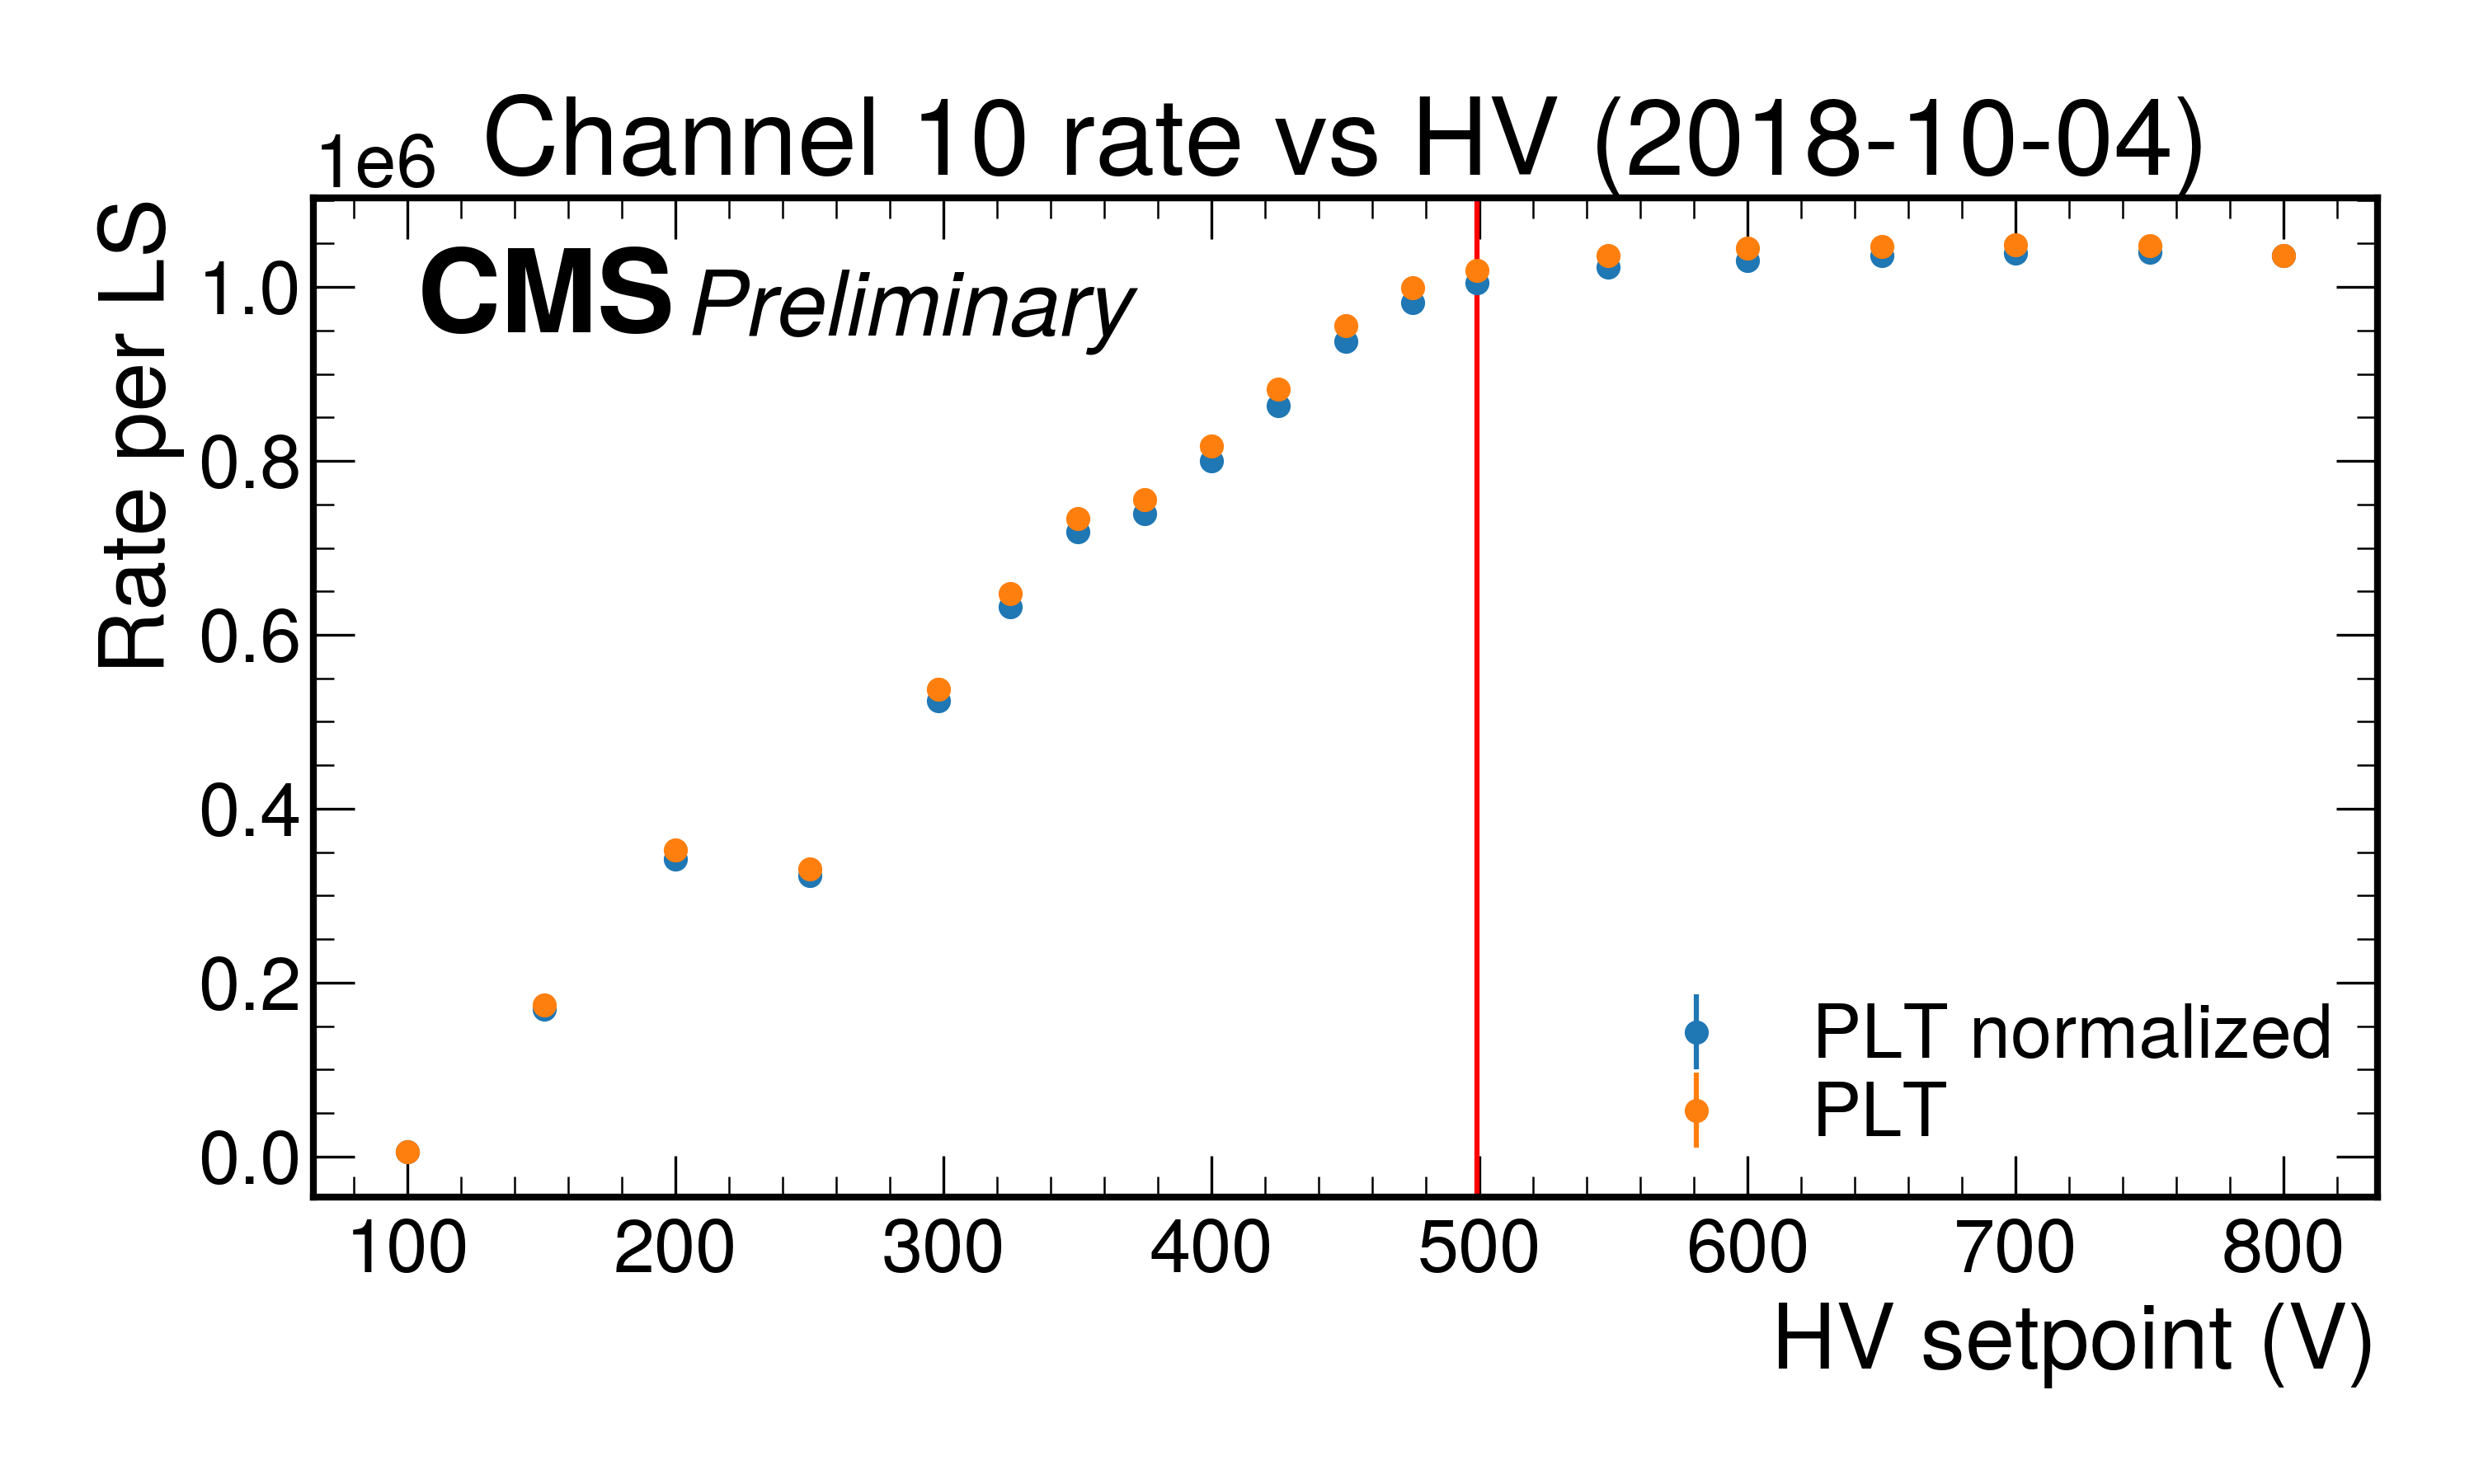 1e6 Channel 10 rate vs HV (2018-10-04)
CMS Preliminary
Rate per LS
1.0
0.8
0.6
0.4
0.2
0.0
PLT normalized
PLT
100 200 300 400 500 600 700 800
HV setpoint (V)